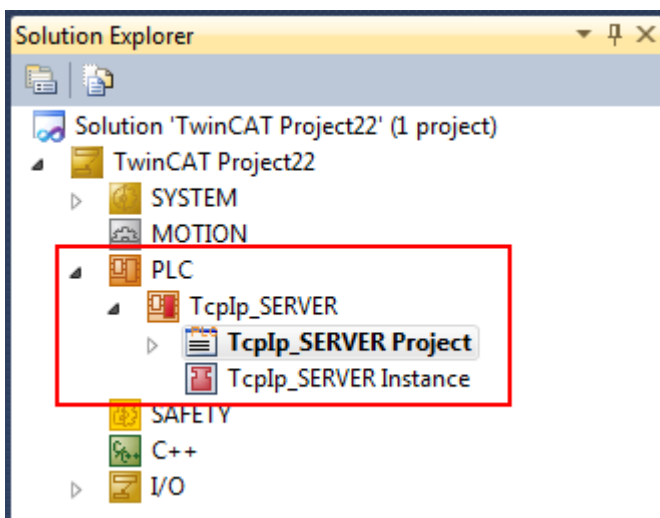 Solution Explorer
Solution 'TwinCAT Project22' (1 project)
TwinCAT Project22
SYSTEM
MOTION
PLC
TcpIp_SERVER
TcpIp_SERVER Project
TcpIp_SERVER Instance
SAFETY
C++
I/O